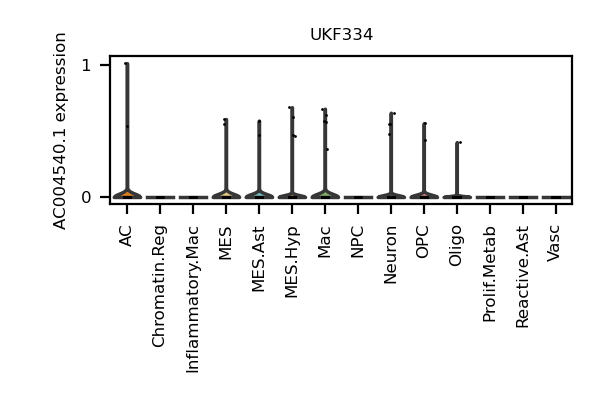 UKF334
AC004540.1 expression
1
0
AC
Chromatin.Reg
Inflammatory.Mac
MES
MES.Ast
MES.Hyp
Mac
NPC
Neuron
OPC
Oligo
Prolif.Metab
Reactive.Ast
Vasc